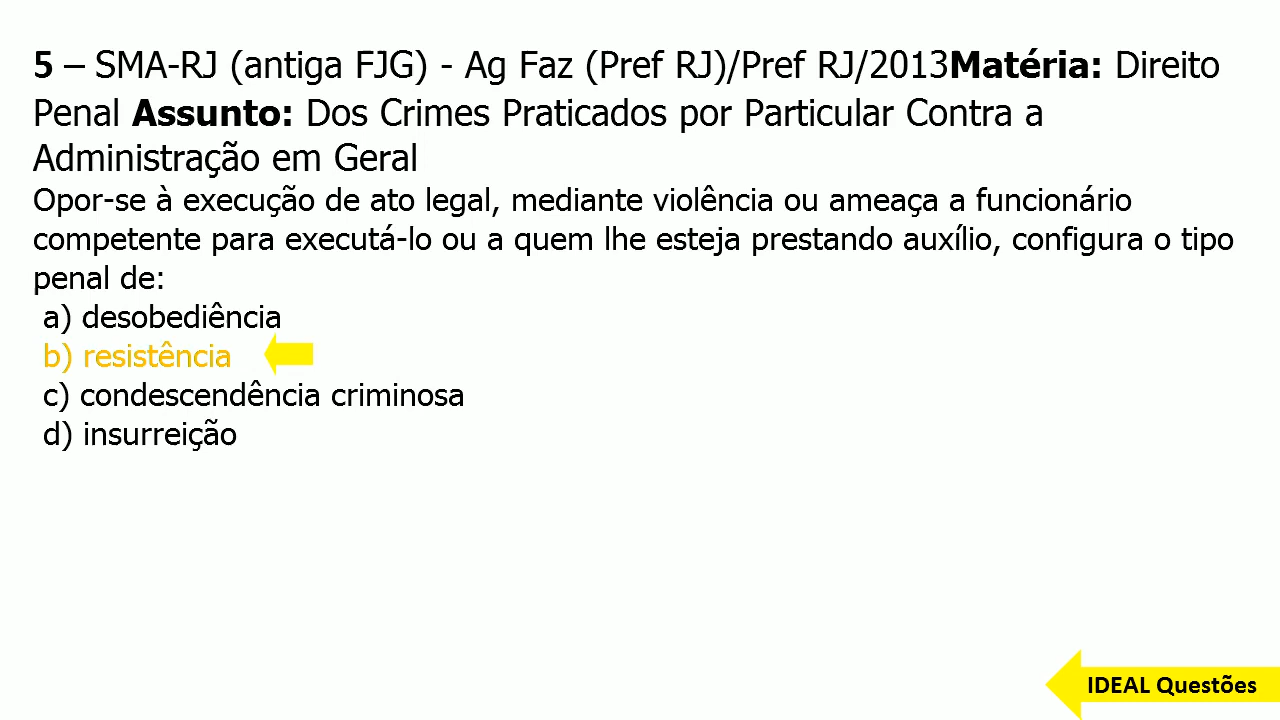 5 – SMA-RJ (antiga FJG) - Ag Faz (Pref RJ)/Pref RJ/2013Matéria: Direito
Penal Assunto: Dos Crimes Praticados por Particular Contra a
Administração em Geral
Opor-se à execução de ato legal, mediante violência ou ameaça a funcionário
competente para executá-lo ou a quem lhe esteja prestando auxílio, configura o tipo
penal de:
a) desobediência
b) resistência
c) condescendência criminosa
d) insurreição
IDEAL Questões